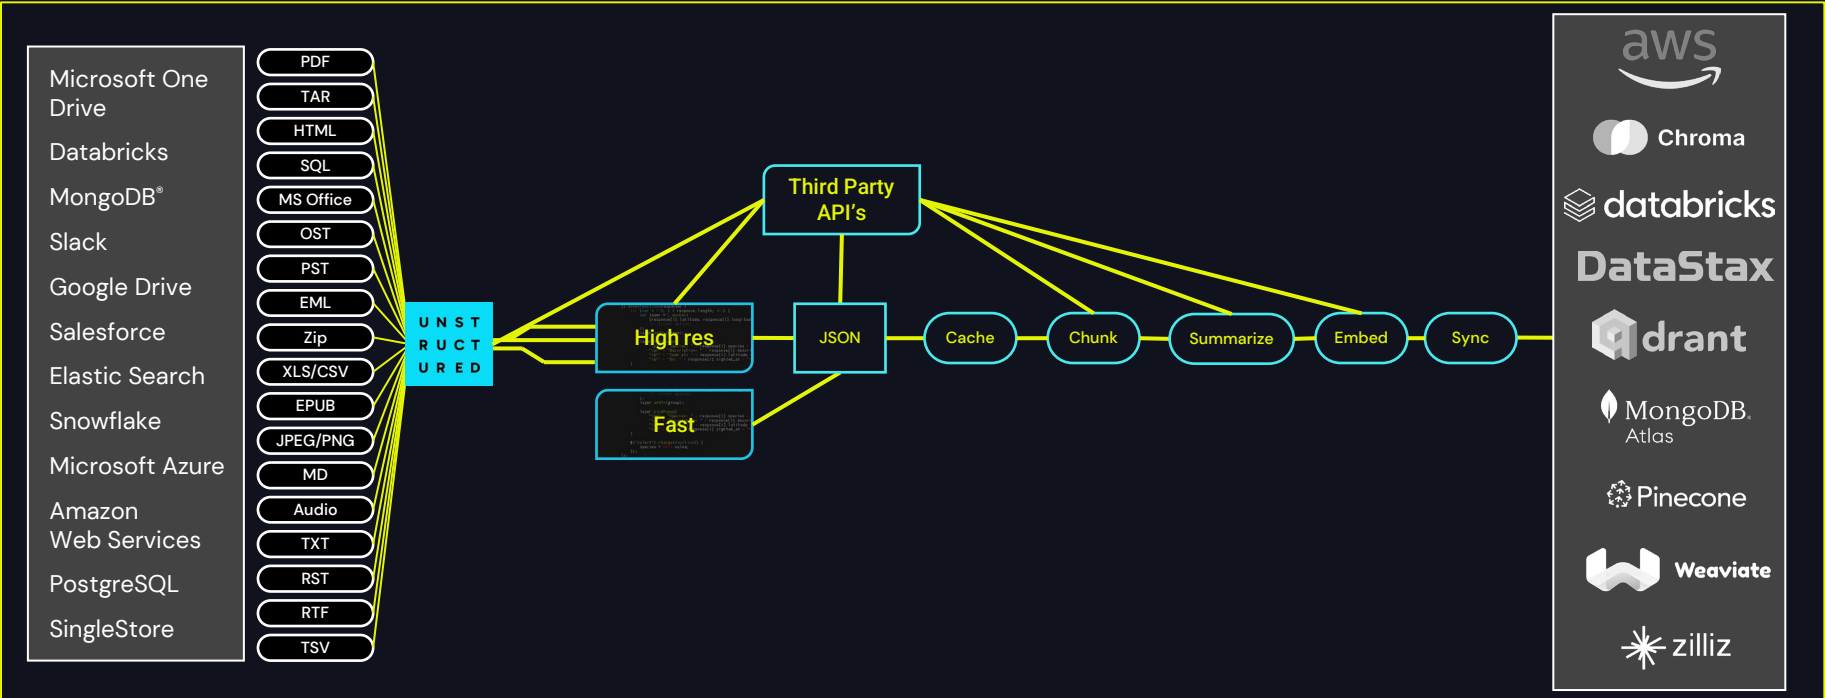 Microsoft One
Drive
Databricks
MongoDB®
Slack
Google Drive
Salesforce
Elastic Search
Snowflake
Microsoft Azure
Amazon
Web Services
PostgreSQL
SingleStore
PDF
TAR
HTML
SQL
MS Office
OST
PST
EML
Zip
XLS/CSV
EPUB
JPEG/PNG
MD
Audio
TXT
RST
RTF
TSV
UNST
RUCT
URED
Third Party
API's
High res
Fast
JSON
Cache
Chunk
Summarize
Embed
Sync
aws
Chroma
databricks
DataStax
qdrant
MongoDB.
Atlas
Pinecone
Weaviate
zilliz